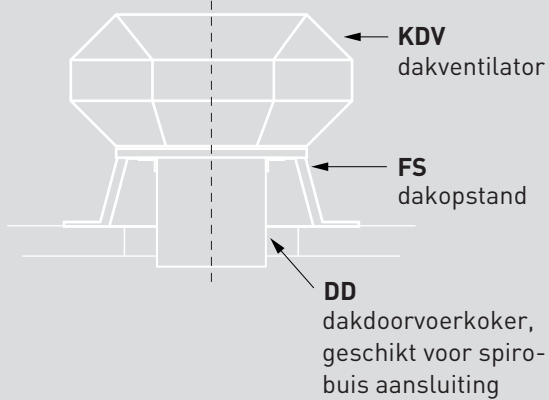 KDV
dakventilator
FS
dakopstand
DD
dakdoorvoerkoker,
geschikt voor spiro-
buis aansluiting